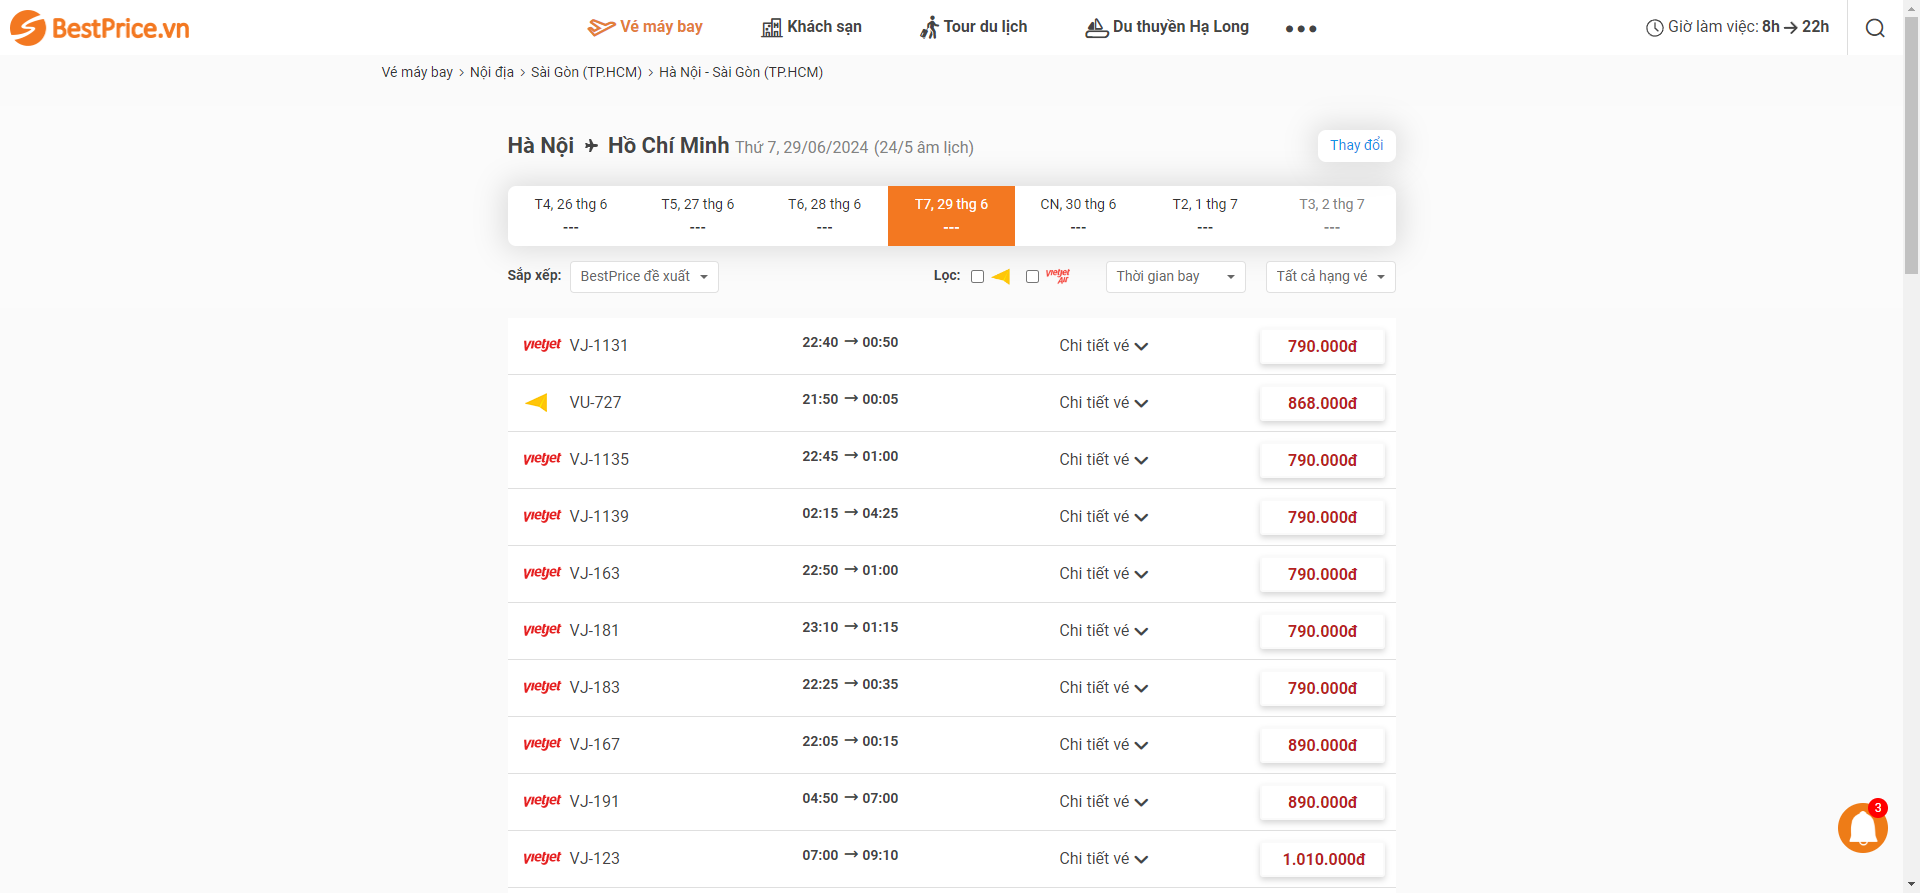 BestPrice.vn
Vé máy bay
Khách sạn
Tour du lịch
Du thuyền Hạ Long
Giờ làm việc: 8h → 22h
Vé máy bay > Nội địa > Sài Gòn (TP.HCM) > Hà Nội - Sài Gòn (TP.HCM)
Hà Nội Hồ Chí Minh Thứ 7, 29/06/2024 (24/5 âm lịch)
Thay đổi
T4, 26 thg 6
---
T5, 27 thg 6
---
T6, 28 thg 6
---
T7, 29 thg 6
---
CN, 30 thg 6
---
T2, 1 thg 7
---
T3, 2 thg 7
---
Sắp xếp: BestPrice đề xuất
Lọc: vietjet Air
Thời gian bay
Tất cả hạng vé
vietjet VJ-1131 22:40 → 00:50 Chi tiết vé 790.000đ
VU-727 21:50 → 00:05 Chi tiết vé 868.000đ
vietjet VJ-1135 22:45 → 01:00 Chi tiết vé 790.000đ
vietjet VJ-1139 02:15 → 04:25 Chi tiết vé 790.000đ
vietjet VJ-163 22:50 → 01:00 Chi tiết vé 790.000đ
vietjet VJ-181 23:10 → 01:15 Chi tiết vé 790.000đ
vietjet VJ-183 22:25 → 00:35 Chi tiết vé 790.000đ
vietjet VJ-167 22:05 → 00:15 Chi tiết vé 890.000đ
vietjet VJ-191 04:50 → 07:00 Chi tiết vé 890.000đ
vietjet VJ-123 07:00 → 09:10 Chi tiết vé 1.010.000đ
3